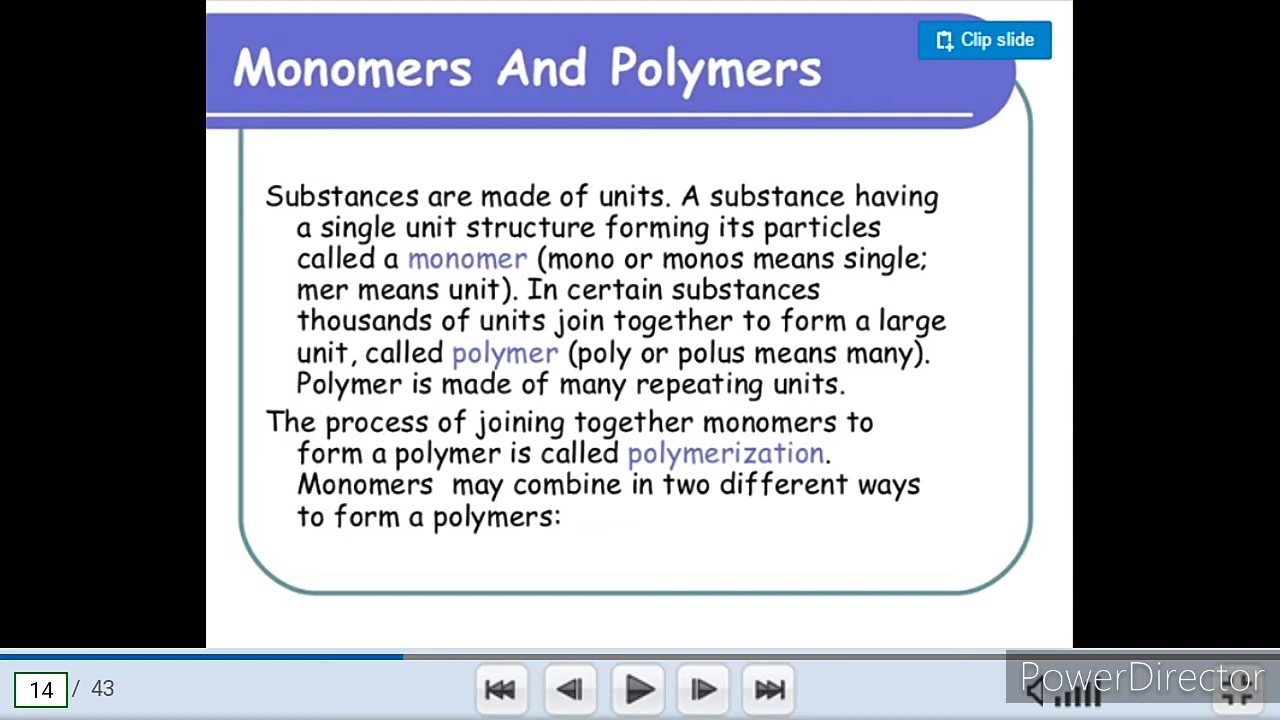 Clip slide
Monomers And Polymers
Substances are made of units. A substance having
a single unit structure forming its particles
called a monomer (mono or monos means single;
mer means unit). In certain substances
thousands of units join together to form a large
unit, called polymer (poly or polus means many).
Polymer is made of many repeating units.
The process of joining together monomers to
form a polymer is called polymerization.
Monomers may combine in two different ways
to form a polymers:
14 / 43
PowerDirector